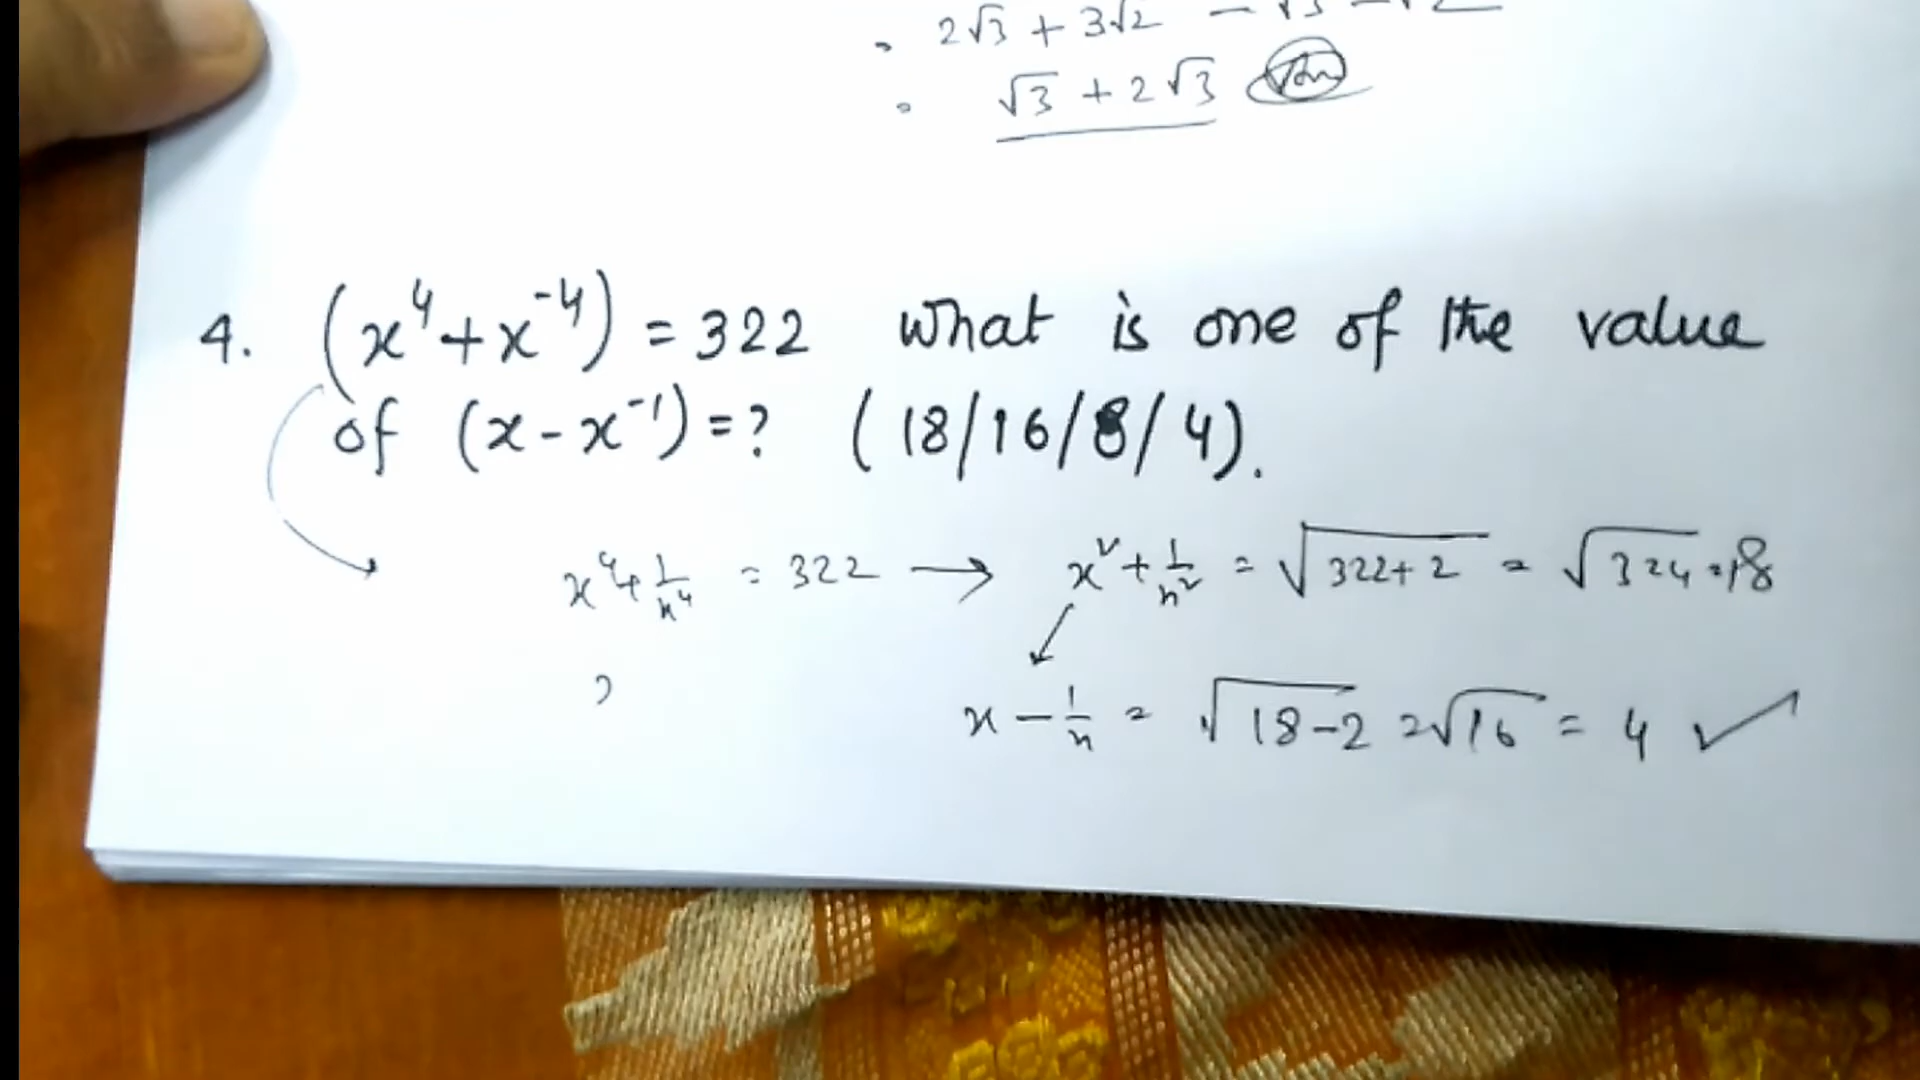 2√3 + 3√2 - √3 - √2
= √3 + 2√3
4. (x⁴+x⁻⁴) = 322 what is one of the value
of (x-x⁻¹)=? (18/16/8/4).
x⁴+1/x⁴ = 322 → x²+1/x² = √322+2 = √324 = 18
x - 1/x = √18-2 = √16 = 4 ✓